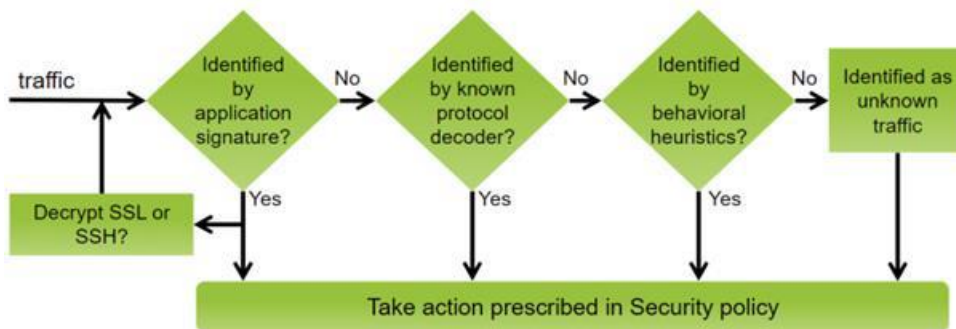 traffic
Identified
by
application
signature?
No
Identified
by known
protocol
decoder?
No
Identified
by
behavioral
heuristics?
No
Identified as
unknown
traffic
Yes
Yes
Yes
Decrypt SSL or
SSH?
Take action prescribed in Security policy